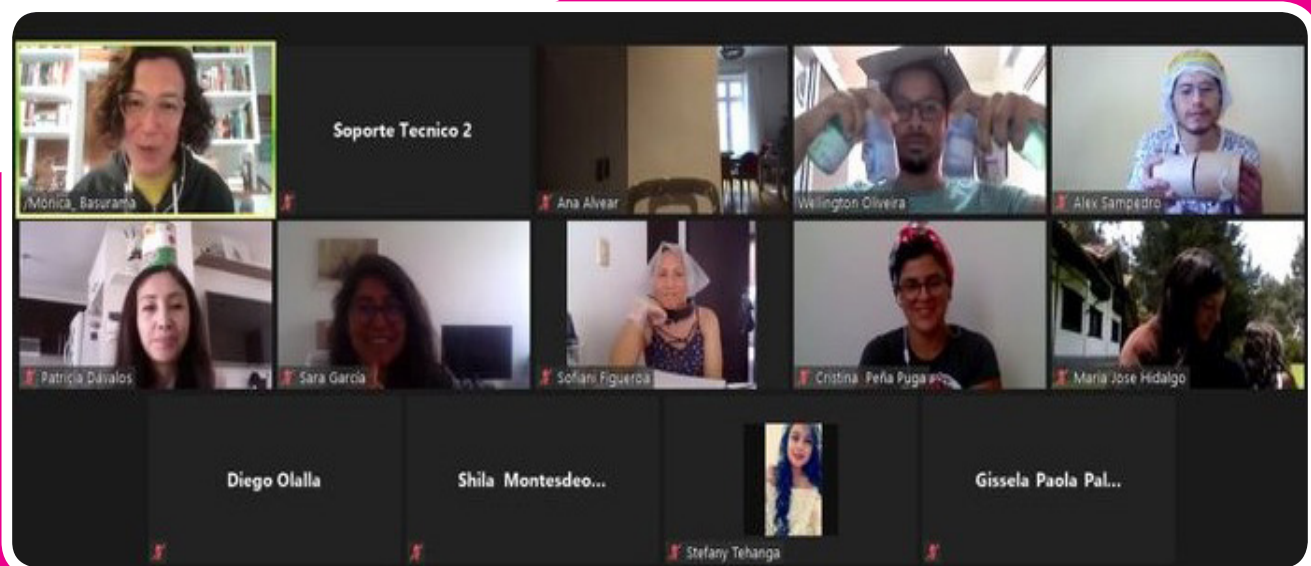 /Mónica_ Basurama
Soporte Tecnico 2
Ana Alvear
Wellington Oliveira
Alex Sampedro
Patricia Dávalos
Sara García
Sofiani Figueroa
Cristina Peña Puga
Maria Jose Hidalgo
Diego Olalla
Shila Montesdeo...
Stefany Tehanga
Gissela Paola Pal...